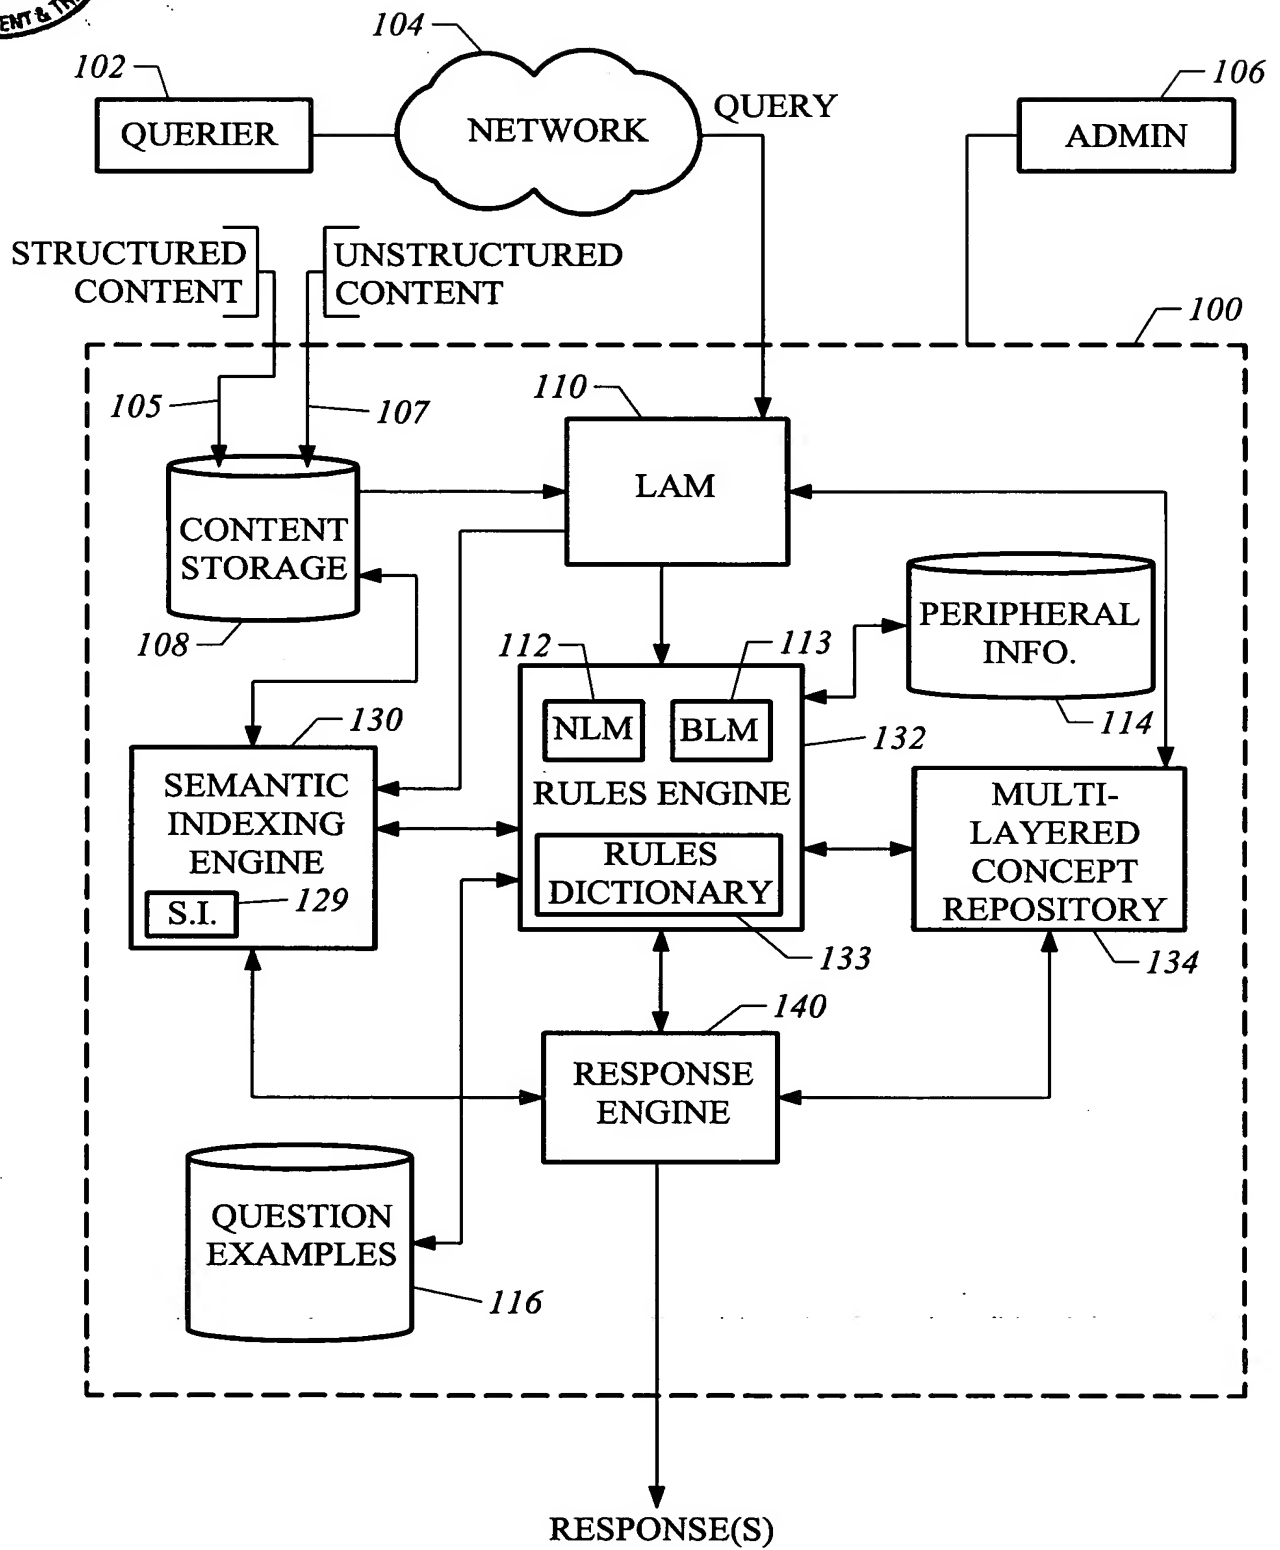 ENT &
104
102
QUERIER
NETWORK
QUERY
106
ADMIN
STRUCTURED
CONTENT
UNSTRUCTURED
CONTENT
100
105
107
110
LAM
CONTENT
STORAGE
108
PERIPHERAL
INFO.
114
112
113
NLM
BLM
132
RULES ENGINE
RULES
DICTIONARY
133
130
SEMANTIC
INDEXING
ENGINE
S.I.
129
MULTI-
LAYERED
CONCEPT
REPOSITORY
134
140
RESPONSE
ENGINE
QUESTION
EXAMPLES
116
RESPONSE(S)